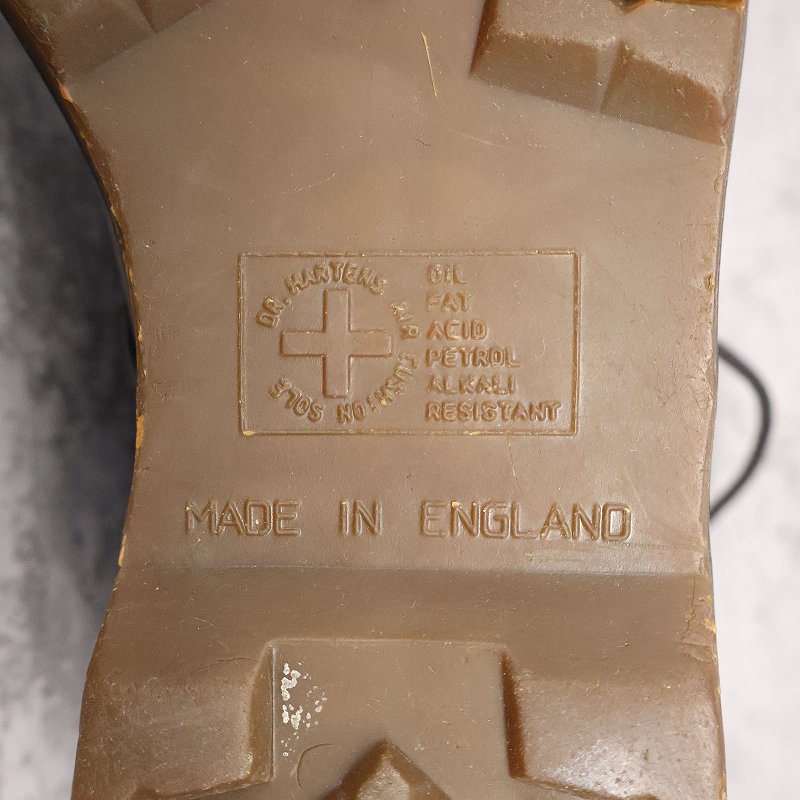 DR. MARTENS AIR CUSHION SOLE
OIL
FAT
ACID
PETROL
ALKALI
RESISTANT
MADE IN ENGLAND